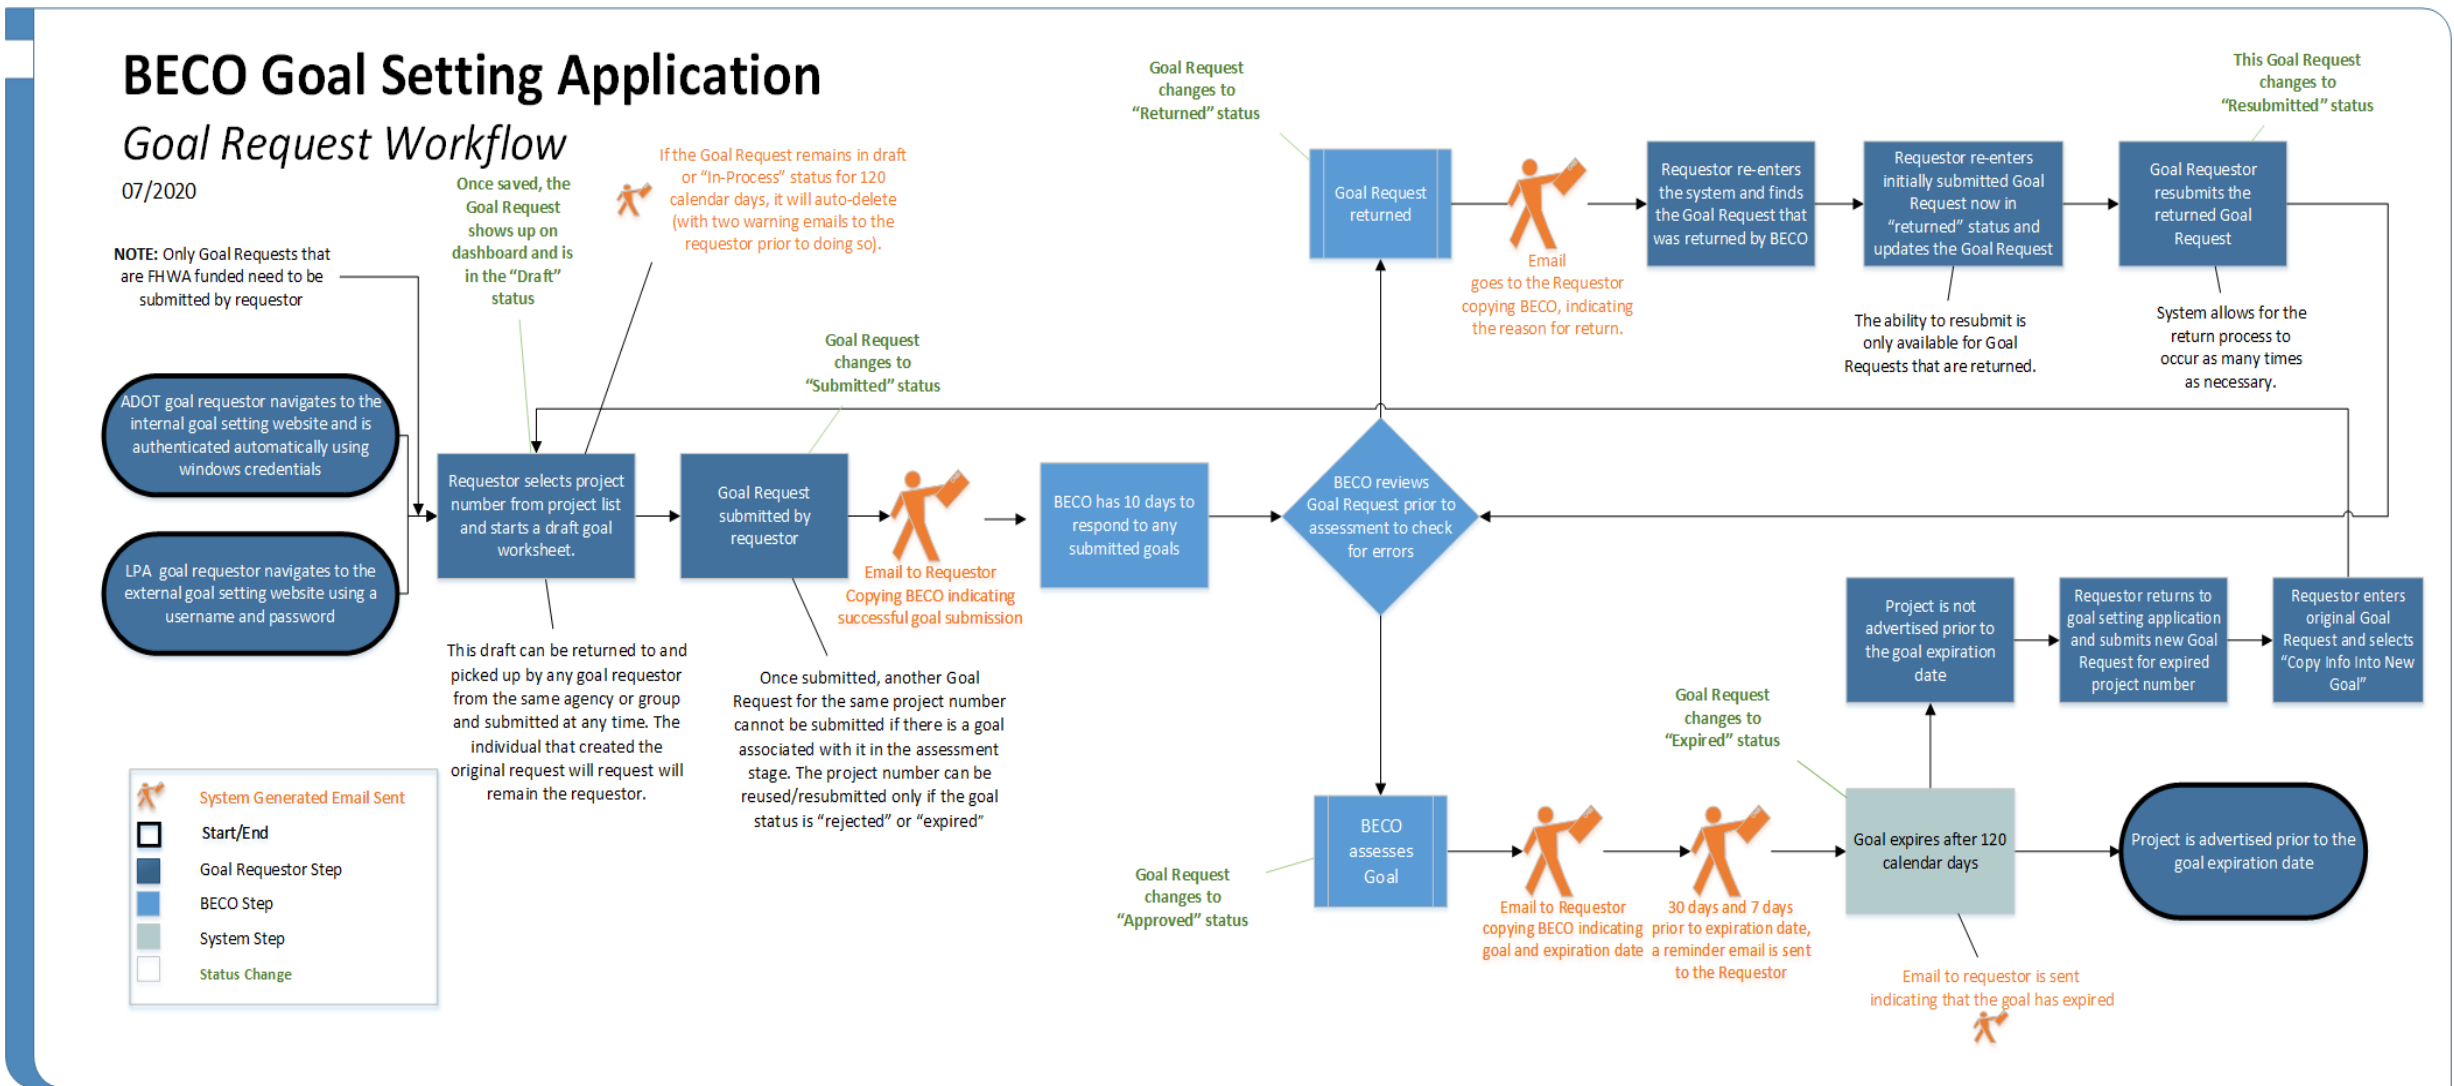 BECO Goal Setting Application
Goal Request Workflow
07/2020
NOTE: Only Goal Requests that
are FHWA funded need to be
submitted by requestor
Once saved, the
Goal Request
shows up on
dashboard and is
in the “Draft”
status
If the Goal Request remains in draft
or “In-Process” status for 120
calendar days, it will auto-delete
(with two warning emails to the
requestor prior to doing so).
ADOT goal requestor navigates to the
internal goal setting website and is
authenticated automatically using
windows credentials
LPA goal requestor navigates to the
external goal setting website using a
username and password
Requestor selects project
number from project list
and starts a draft goal
worksheet.
This draft can be returned to and
picked up by any goal requestor
from the same agency or group
and submitted at any time. The
individual that created the
original request will request will
remain the requestor.
Goal Request
changes to
“Submitted” status
Goal Request
submitted by
requestor
Once submitted, another Goal
Request for the same project number
cannot be submitted if there is a goal
associated with it in the assessment
stage. The project number can be
reused/resubmitted only if the goal
status is “rejected” or “expired”
Email to Requestor
Copying BECO indicating
successful goal submission
BECO has 10 days to
respond to any
submitted goals
BECO reviews
Goal Request prior to
assessment to check
for errors
Goal Request
changes to
“Returned” status
Goal Request
returned
Email
goes to the Requestor
copying BECO, indicating
the reason for return.
Requestor re-enters
the system and finds
the Goal Request that
was returned by BECO
Requestor re-enters
initially submitted Goal
Request now in
“returned” status and
updates the Goal Request
The ability to resubmit is
only available for Goal
Requests that are returned.
This Goal Request
changes to
“Resubmitted” status
Goal Requestor
resubmits the
returned Goal
Request
System allows for the
return process to
occur as many times
as necessary.
Goal Request
changes to
“Approved” status
BECO
assesses
Goal
Email to Requestor
copying BECO indicating
goal and expiration date
30 days and 7 days
prior to expiration date,
a reminder email is sent
to the Requestor
Goal Request
changes to
“Expired” status
Goal expires after 120
calendar days
Email to requestor is sent
indicating that the goal has expired
Project is not
advertised prior to
the goal expiration
date
Requestor returns to
goal setting application
and submits new Goal
Request for expired
project number
Requestor enters
original Goal
Request and selects
“Copy Info Into New
Goal”
Project is advertised prior to the
goal expiration date
System Generated Email Sent
Start/End
Goal Requestor Step
BECO Step
System Step
Status Change